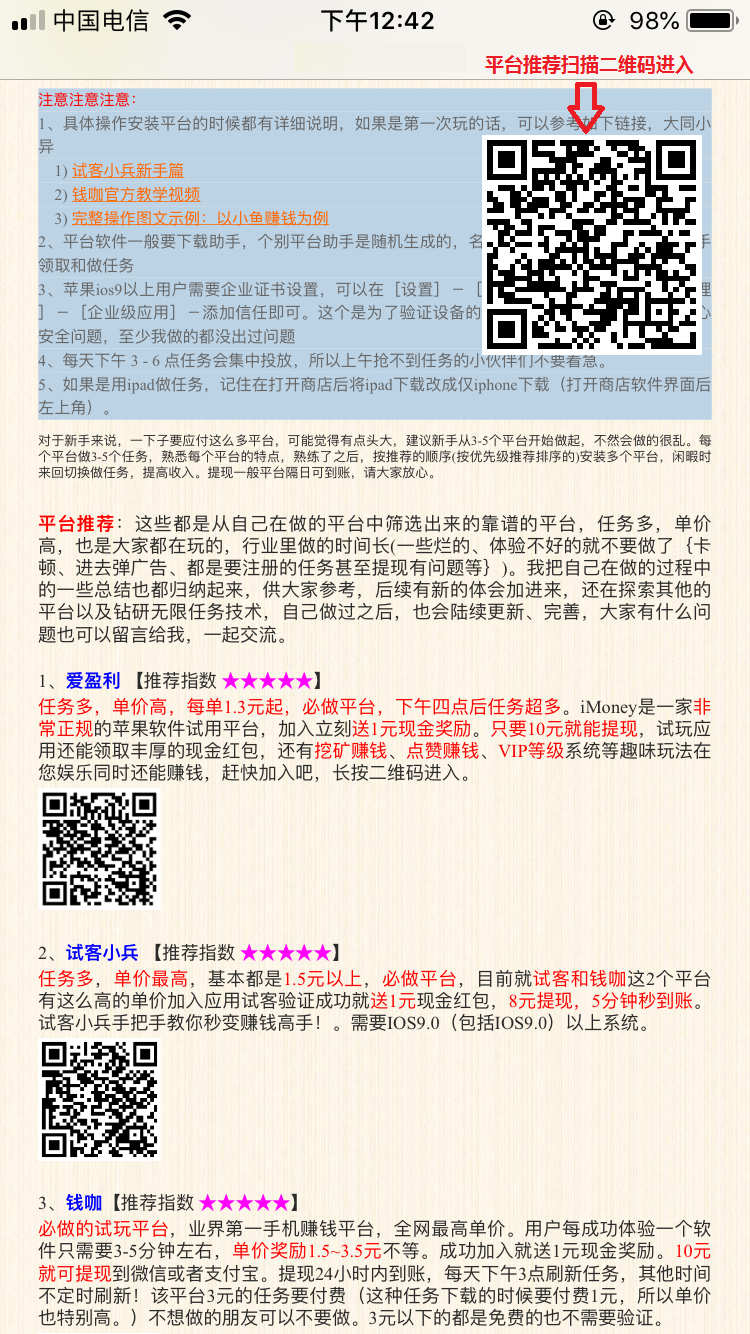 中国电信 下午12:42 98%
平台推荐扫描二维码进入
注意注意注意：
1、具体操作安装平台的时候都有详细说明，如果是第一次玩的话，可以参考如下链接，大同小
异
1) 试客小兵新手篇
2) 钱咖官方教学视频
3) 完整操作图文示例：以小鱼赚钱为例
2、平台软件一般要下载助手，个别平台助手是随机生成的，名 手
领取和做任务
3、苹果ios9以上用户需要企业证书设置，可以在［设置］－［ 理
］－［企业级应用］－添加信任即可。这个是为了验证设备的 心
安全问题，至少我做的都没出过问题
4、每天下午 3 - 6 点任务会集中投放，所以上午抢不到任务的小伙伴们不要着急。
5、如果是用ipad做任务，记住在打开商店后将ipad下载改成仅iphone下载（打开商店软件界面后
左上角）。
对于新手来说，一下子要应付这么多平台，可能觉得有点头大，建议新手从3-5个平台开始做起，不然会做的很乱。每
个平台做3-5个任务，熟悉每个平台的特点，熟练了之后，按推荐的顺序(按优先级推荐排序的)安装多个平台，闲暇时
来回切换做任务，提高收入。提现一般平台隔日可到账，请大家放心。
平台推荐：这些都是从自己在做的平台中筛选出来的靠谱的平台，任务多，单价
高，也是大家都在玩的，行业里做的时间长(一些烂的、体验不好的就不要做了｛卡
顿、进去弹广告、都是要注册的任务甚至提现有问题等｝)。我把自己在做的过程中
的一些总结也都归纳起来，供大家参考，后续有新的体会加进来，还在探索其他的
平台以及钻研无限任务技术，自己做过之后，也会陆续更新、完善，大家有什么问
题也可以留言给我，一起交流。
1、爱盈利 【推荐指数 ★★★★★】
任务多，单价高，每单1.3元起，必做平台，下午四点后任务超多。iMoney是一家非
常正规的苹果软件试用平台，加入立刻送1元现金奖励。只要10元就能提现，试玩应
用还能领取丰厚的现金红包，还有挖矿赚钱、点赞赚钱、VIP等级系统等趣味玩法在
您娱乐同时还能赚钱，赶快加入吧，长按二维码进入。
2、试客小兵 【推荐指数 ★★★★★】
任务多，单价最高，基本都是1.5元以上，必做平台，目前就试客和钱咖这2个平台
有这么高的单价加入应用试客验证成功就送1元现金红包，8元提现，5分钟秒到账。
试客小兵手把手教你秒变赚钱高手！。需要IOS9.0（包括IOS9.0）以上系统。
3、钱咖【推荐指数 ★★★★★】
必做的试玩平台，业界第一手机赚钱平台，全网最高单价。用户每成功体验一个软
件只需要3-5分钟左右，单价奖励1.5~3.5元不等。成功加入就送1元现金奖励。10元
就可提现到微信或者支付宝。提现24小时内到账，每天下午3点刷新任务，其他时间
不定时刷新！该平台3元的任务要付费（这种任务下载的时候要付费1元，所以单价
也特别高。）不想做的朋友可以不要做。3元以下的都是免费的也不需要验证。